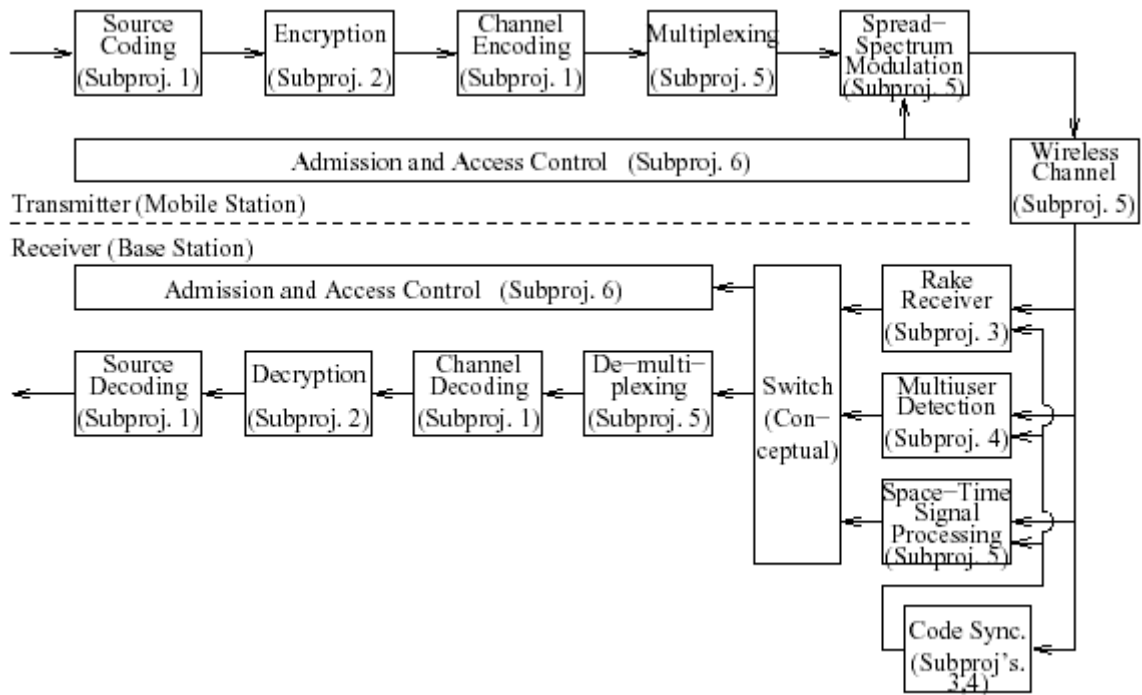 Source
Coding
(Subproj. 1)
Encryption
(Subproj. 2)
Channel
Encoding
(Subproj. 1)
Multiplexing
(Subproj. 5)
Spread−
Spectrum
Modulation
(Subproj. 5)
Admission and Access Control (Subproj. 6)
Wireless
Channel
(Subproj. 5)
Transmitter (Mobile Station)
Receiver (Base Station)
Admission and Access Control (Subproj. 6)
Rake
Receiver
(Subproj. 3)
Source
Decoding
(Subproj. 1)
Decryption
(Subproj. 2)
Channel
Decoding
(Subproj. 1)
De−multi−
plexing
(Subproj. 5)
Switch
(Con−
ceptual)
Multiuser
Detection
(Subproj. 4)
Space−Time
Signal
Processing
(Subproj. 5)
Code Sync.
(Subproj's.
3,4)